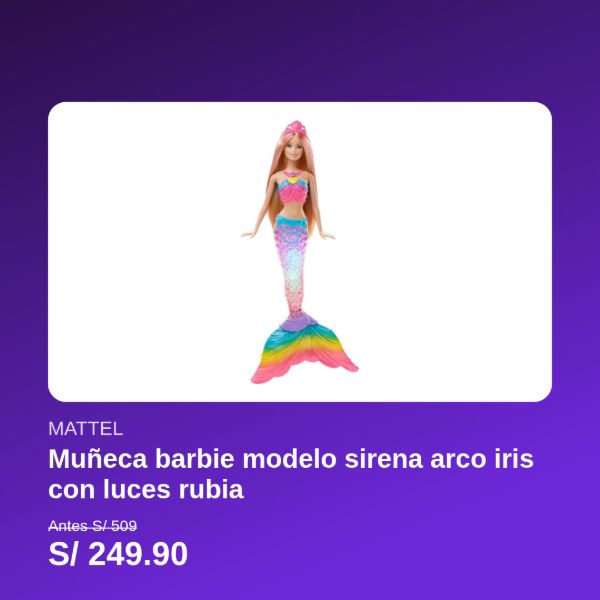 MATTEL
Muñeca barbie modelo sirena arco iris
con luces rubia
Antes S/ 509
S/ 249.90